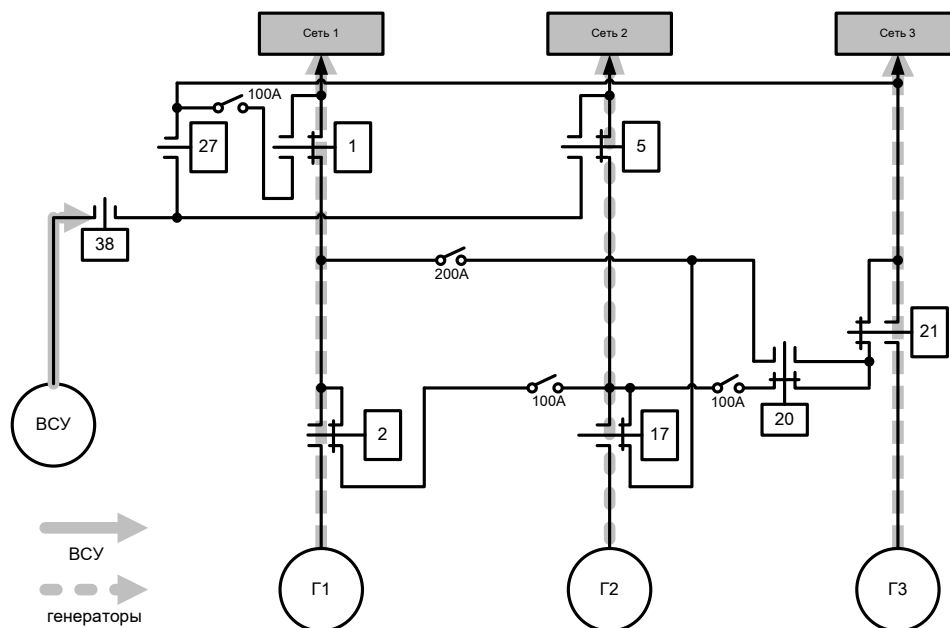 Сеть 1
Сеть 2
Сеть 3
100А
27
1
5
38
200А
21
ВСУ
100А
100А
20
2
17
ВСУ
Г1
Г2
Г3
генераторы